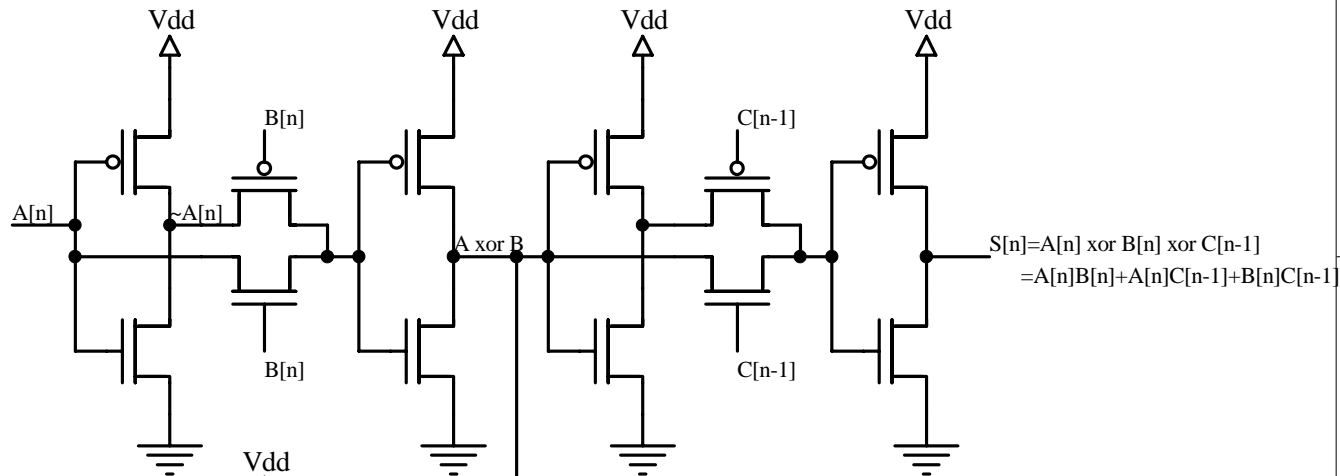 Vdd
Vdd
Vdd
Vdd
B[n]
C[n-1]
A[n]
~A[n]
A xor B
S[n]=A[n] xor B[n] xor C[n-1]
=A[n]B[n]+A[n]C[n-1]+B[n]C[n-1]
B[n]
C[n-1]
Vdd